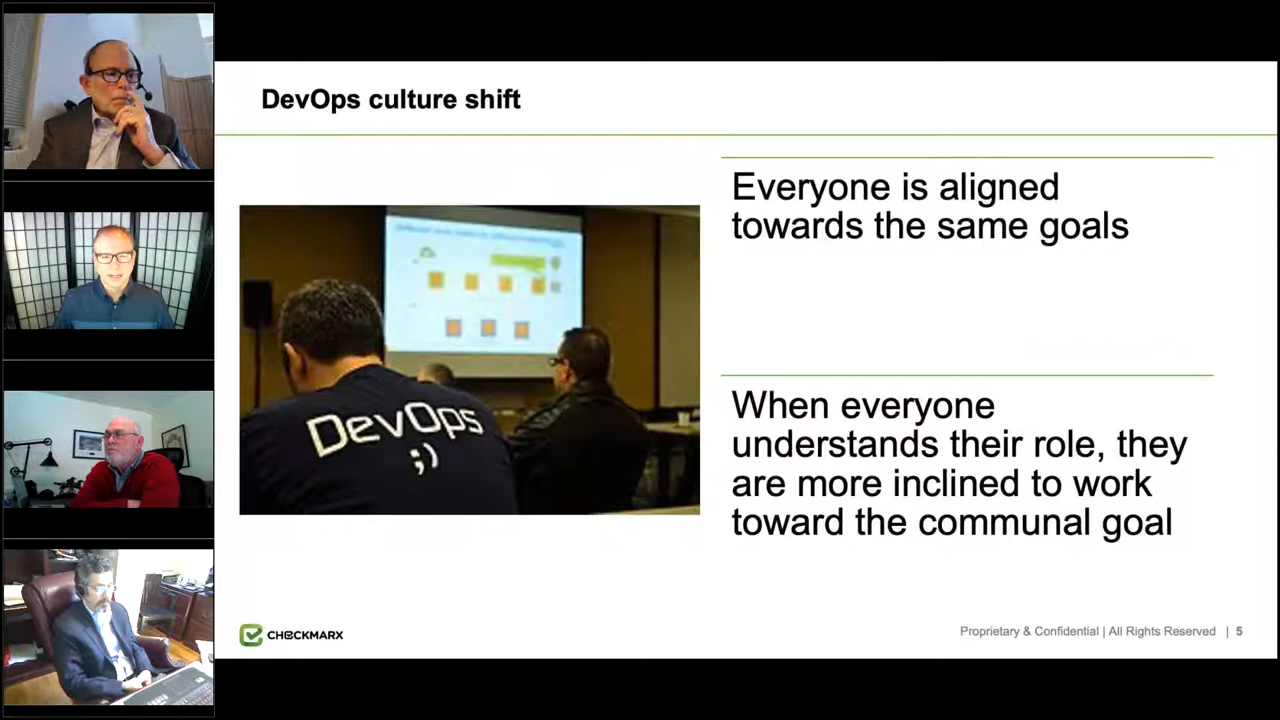 DevOps culture shift
Everyone is aligned
towards the same goals
DevOps
;)
When everyone
understands their role, they
are more inclined to work
toward the communal goal
CHECKMARX
Proprietary & Confidential | All Rights Reserved | 5